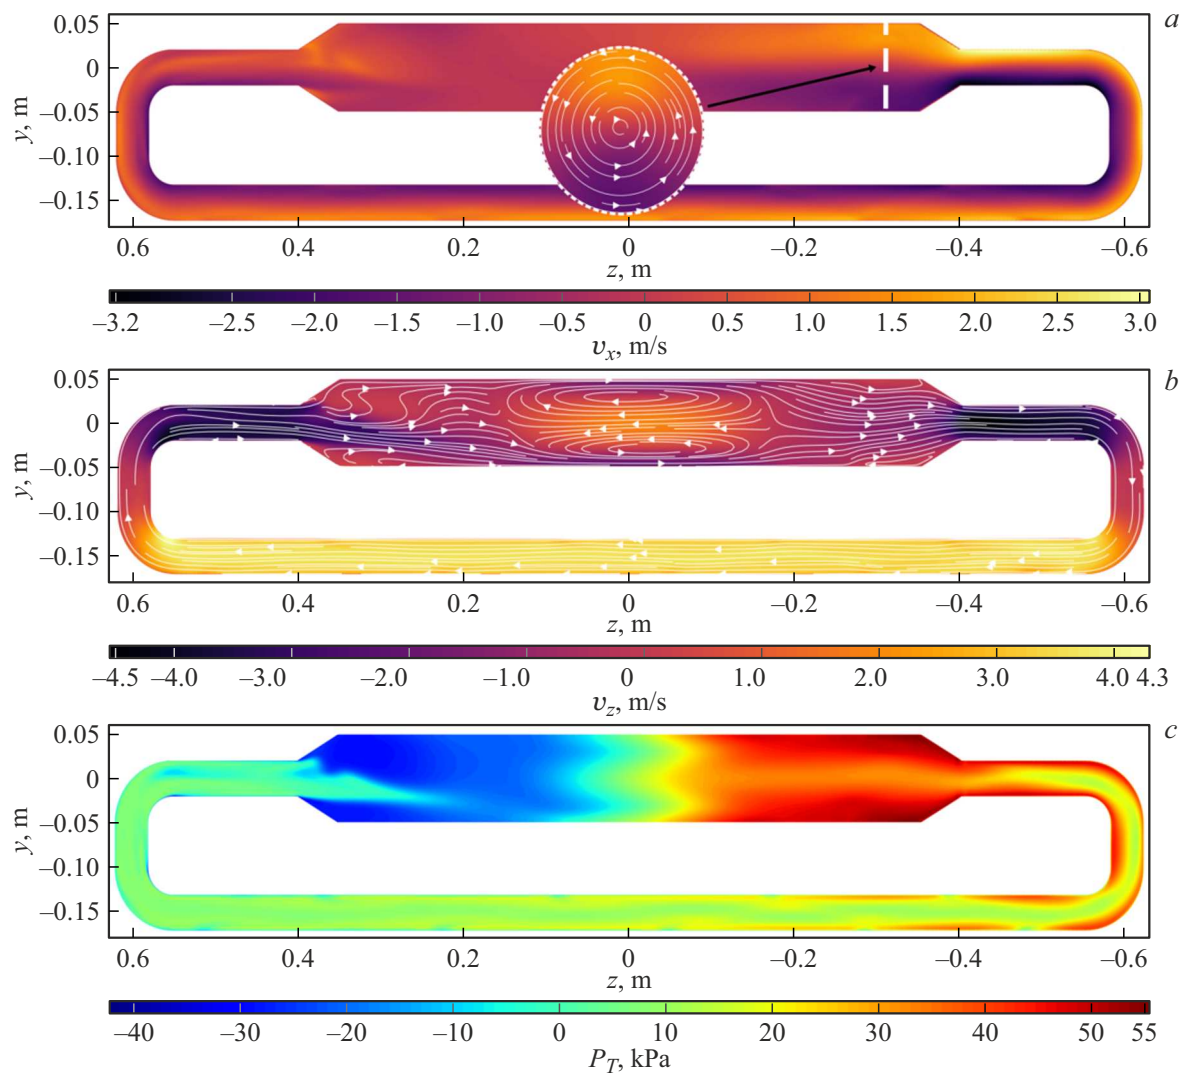 a
0.05
0
−0.05
−0.10
−0.15
y, m
0.6 0.4 0.2 0 −0.2 −0.4 −0.6
z, m
−3.2 −2.5 −2.0 −1.5 −1.0 −0.5 0 0.5 1.0 1.5 2.0 2.5 3.0
υx, m/s
b
0.05
0
−0.05
−0.10
−0.15
y, m
0.6 0.4 0.2 0 −0.2 −0.4 −0.6
z, m
−4.5 −4.0 −3.0 −2.0 −1.0 0 1.0 2.0 3.0 4.0 4.3
υz, m/s
c
0.05
0
−0.05
−0.10
−0.15
y, m
0.6 0.4 0.2 0 −0.2 −0.4 −0.6
z, m
−40 −30 −20 −10 0 10 20 30 40 50 55
PT, kPa